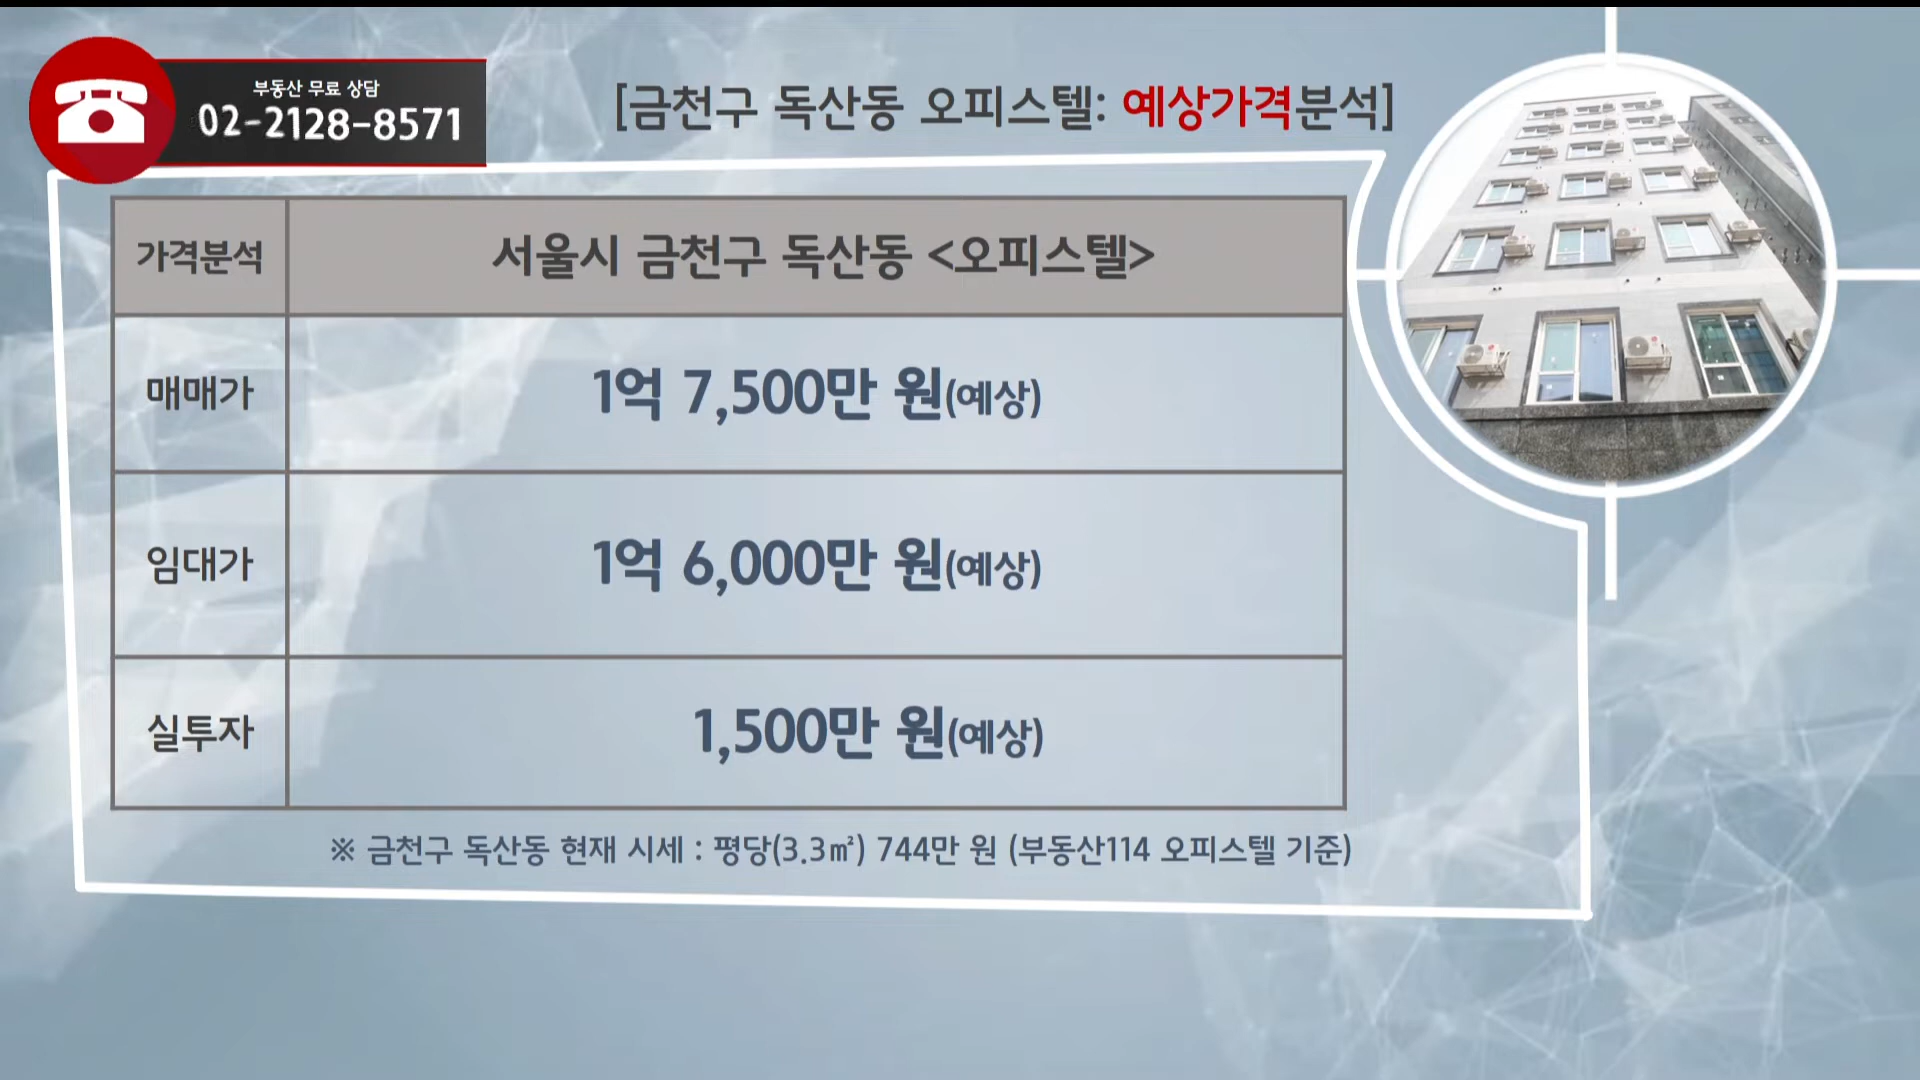 부동산 무료 상담
02-2128-8571
[금천구 독산동 오피스텔: 예상가격분석]
가격분석 서울시 금천구 독산동 <오피스텔>
매매가 1억 7,500만 원(예상)
임대가 1억 6,000만 원(예상)
실투자 1,500만 원(예상)
※ 금천구 독산동 현재 시세 : 평당(3.3㎡) 744만 원 (부동산114 오피스텔 기준)